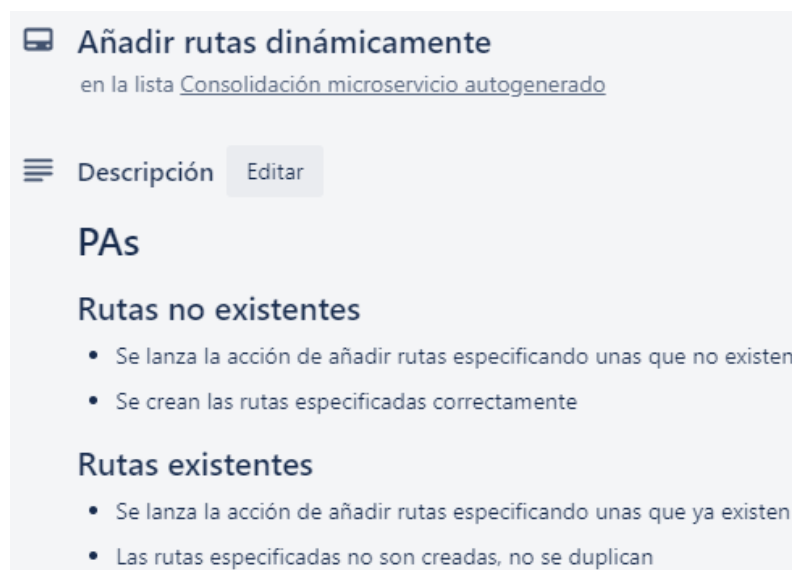 Añadir rutas dinámicamente
en la lista Consolidación microservicio autogenerado
Descripción Editar
PAs
Rutas no existentes
• Se lanza la acción de añadir rutas especificando unas que no existen
• Se crean las rutas especificadas correctamente
Rutas existentes
• Se lanza la acción de añadir rutas especificando unas que ya existen
• Las rutas especificadas no son creadas, no se duplican